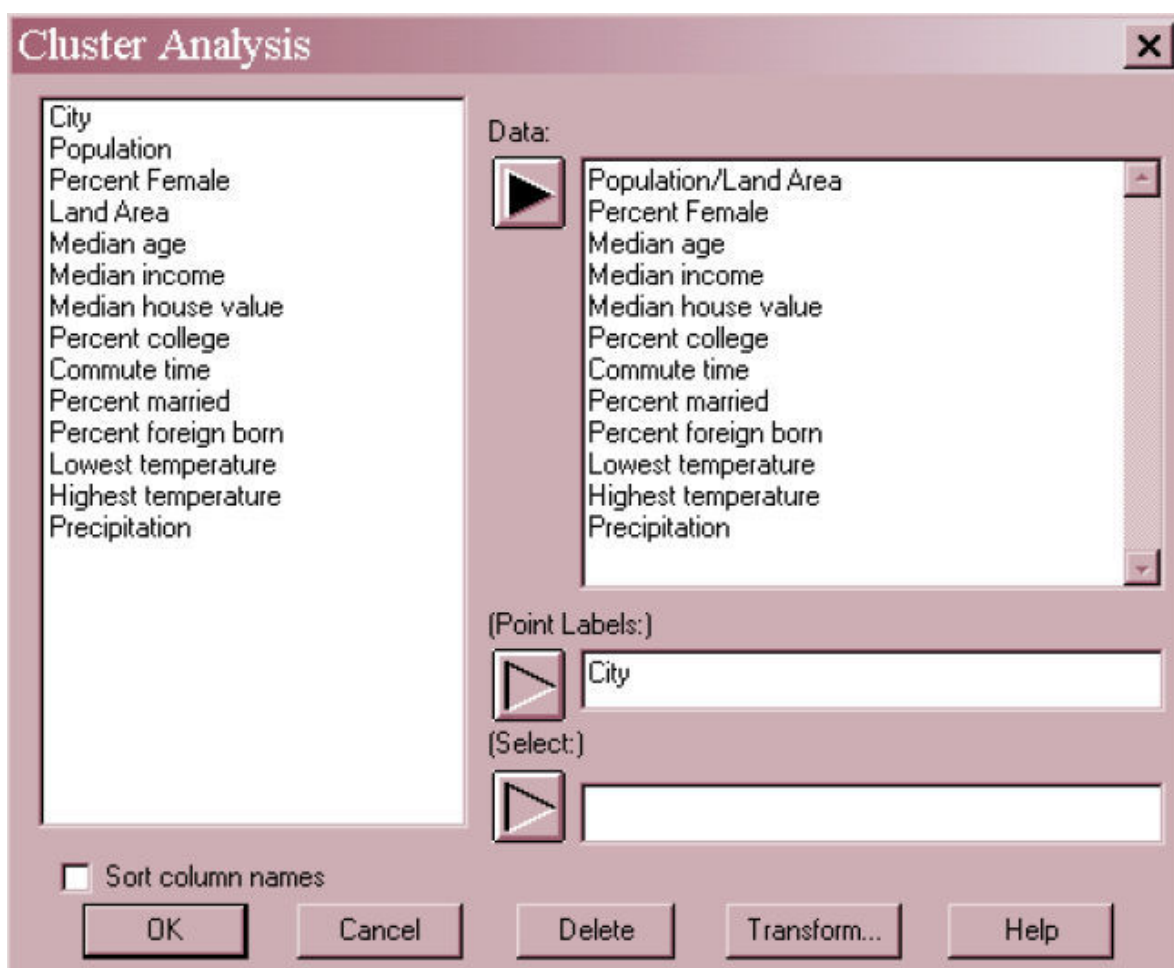 Cluster Analysis
City
Population
Percent Female
Land Area
Median age
Median income
Median house value
Percent college
Commute time
Percent married
Percent foreign born
Lowest temperature
Highest temperature
Precipitation
Data:
Population/Land Area
Percent Female
Median age
Median income
Median house value
Percent college
Commute time
Percent married
Percent foreign born
Lowest temperature
Highest temperature
Precipitation
(Point Labels:)
City
(Select:)
Sort column names
OK
Cancel
Delete
Transform...
Help